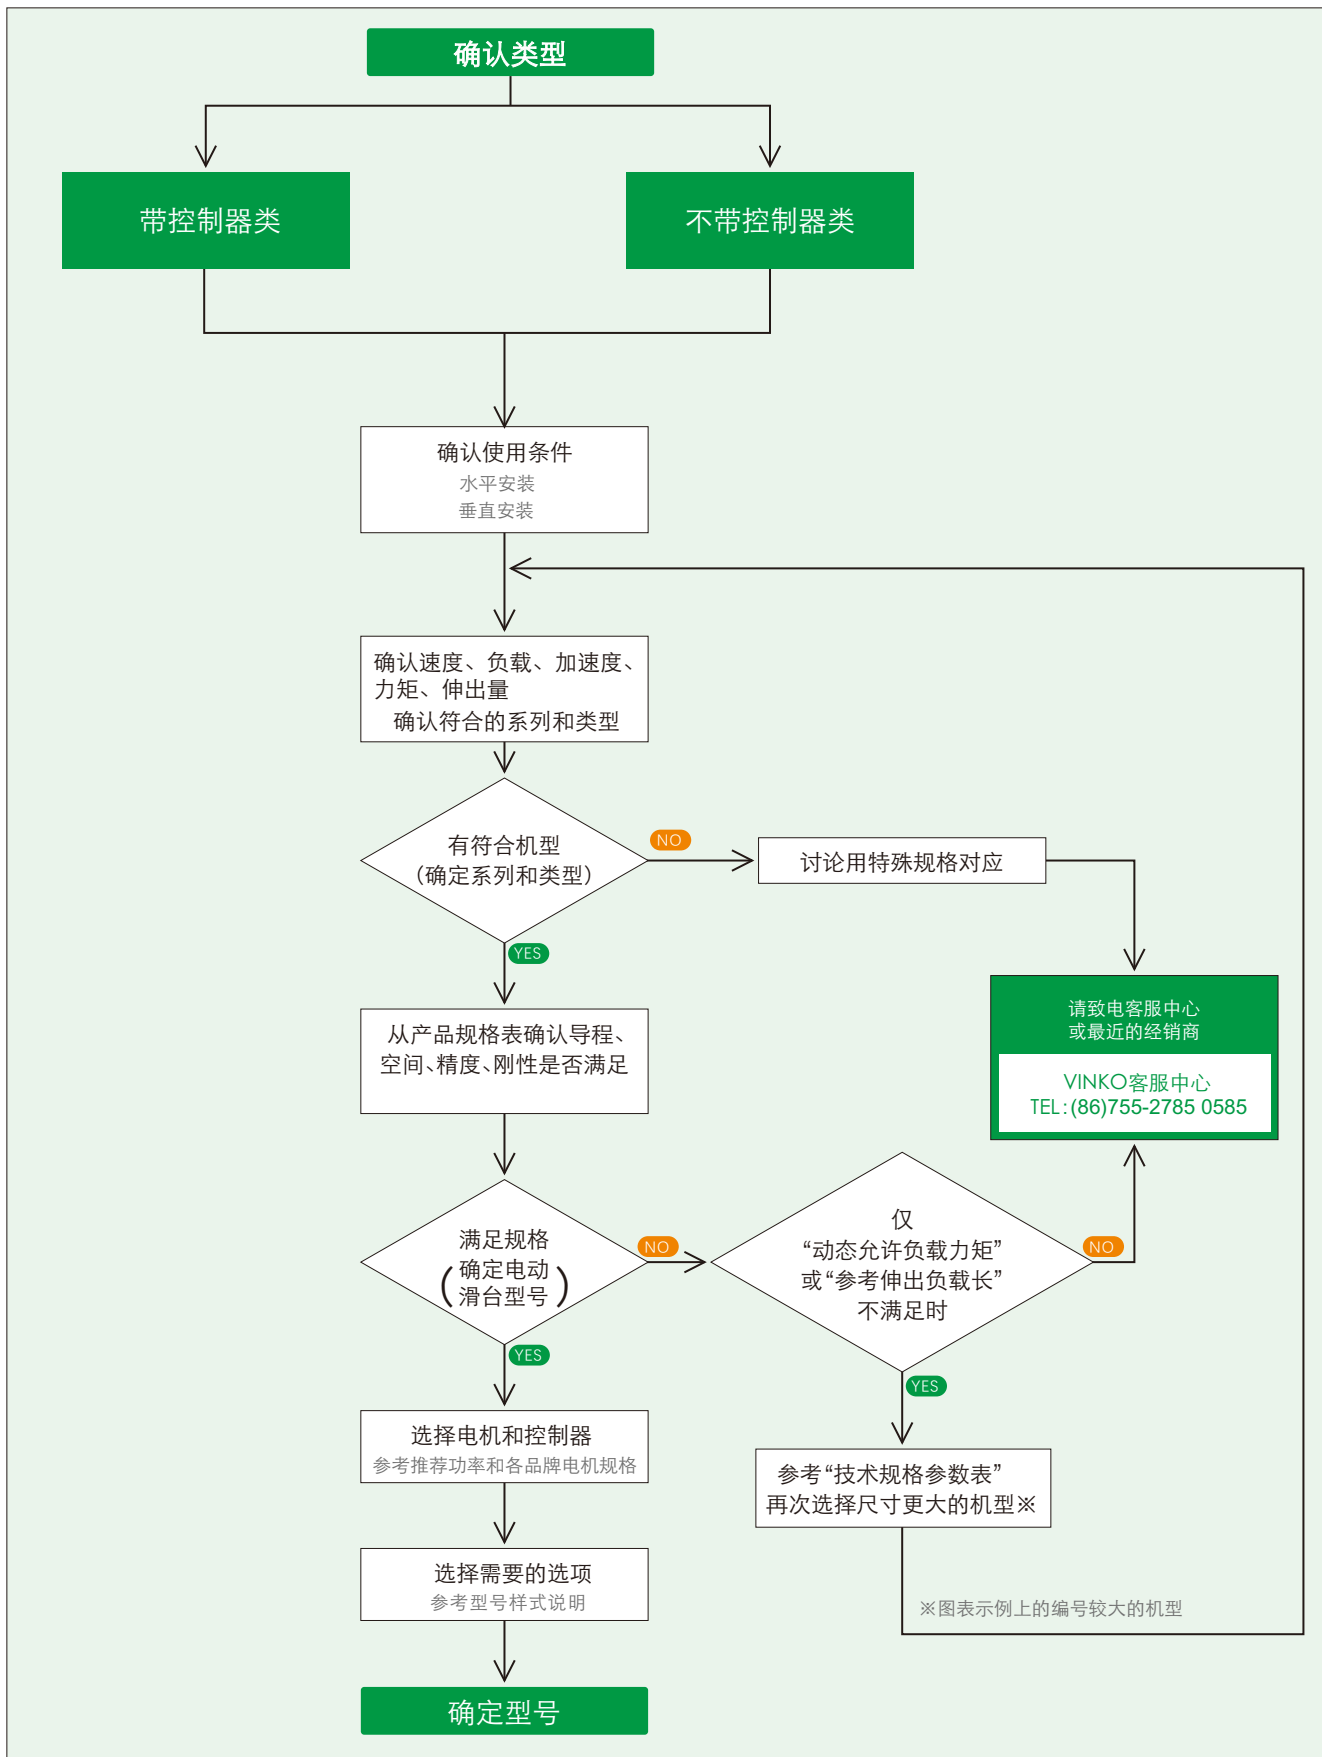 确认类型
带控制器类
不带控制器类
确认使用条件
水平安装
垂直安装
确认速度、负载、加速度、
力矩、伸出量
确认符合的系列和类型
有符合机型
（确定系列和类型）
NO
讨论用特殊规格对应
YES
请致电客服中心
或最近的经销商
VINKO客服中心
TEL:(86)755-2785 0585
从产品规格表确认导程、
空间、精度、刚性是否满足
满足规格
(确定电动
滑台型号)
NO
仅
“动态允许负载力矩”
或“参考伸出负载长”
不满足时
NO
YES
YES
选择电机和控制器
参考推荐功率和各品牌电机规格
参考“技术规格参数表”
再次选择尺寸更大的机型※
选择需要的选项
参考型号样式说明
※图表示例上的编号较大的机型
确定型号